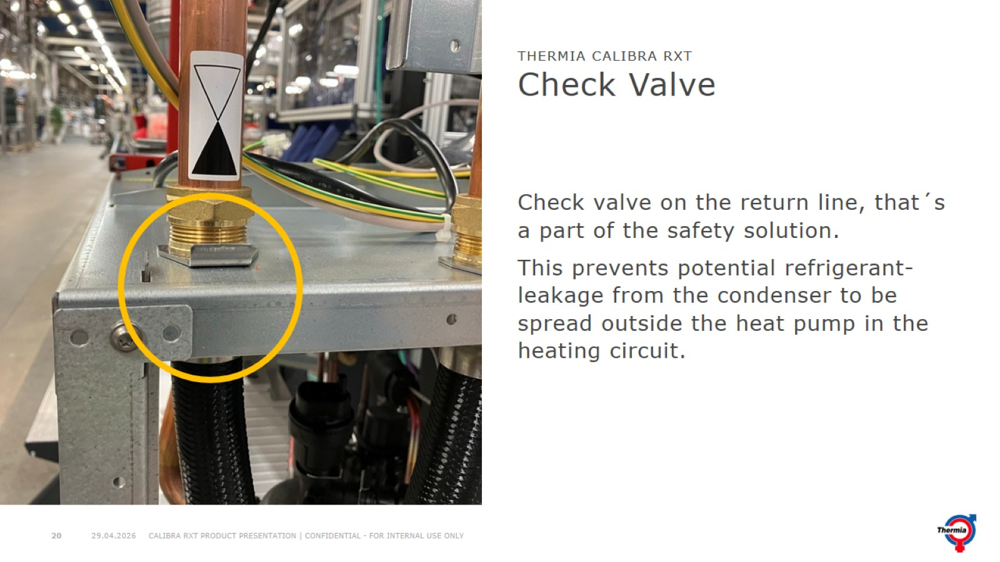 THERMIA CALIBRA RXT
Check Valve
Check valve on the return line, that´s
a part of the safety solution.
This prevents potential refrigerant-
leakage from the condenser to be
spread outside the heat pump in the
heating circuit.
20 29.04.2026 CALIBRA RXT PRODUCT PRESENTATION | CONFIDENTIAL - FOR INTERNAL USE ONLY
Thermia